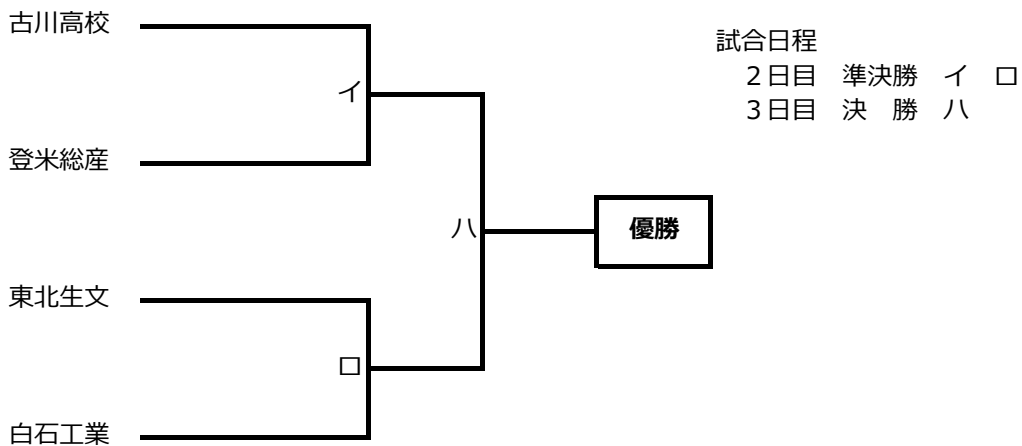 古川高校
試合日程
2日目 準決勝 イ ロ
イ
3日目 決 勝 ハ
登米総産
ハ
優勝
東北生文
ロ
白石工業